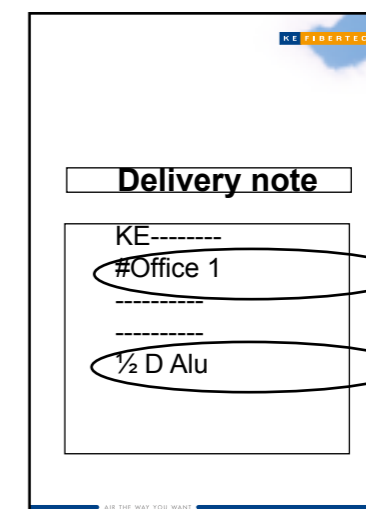 KE FIBERTEC
Delivery note
KE--------
#Office 1
-----------
-----------
½ D Alu
AIR THE WAY YOU WANT